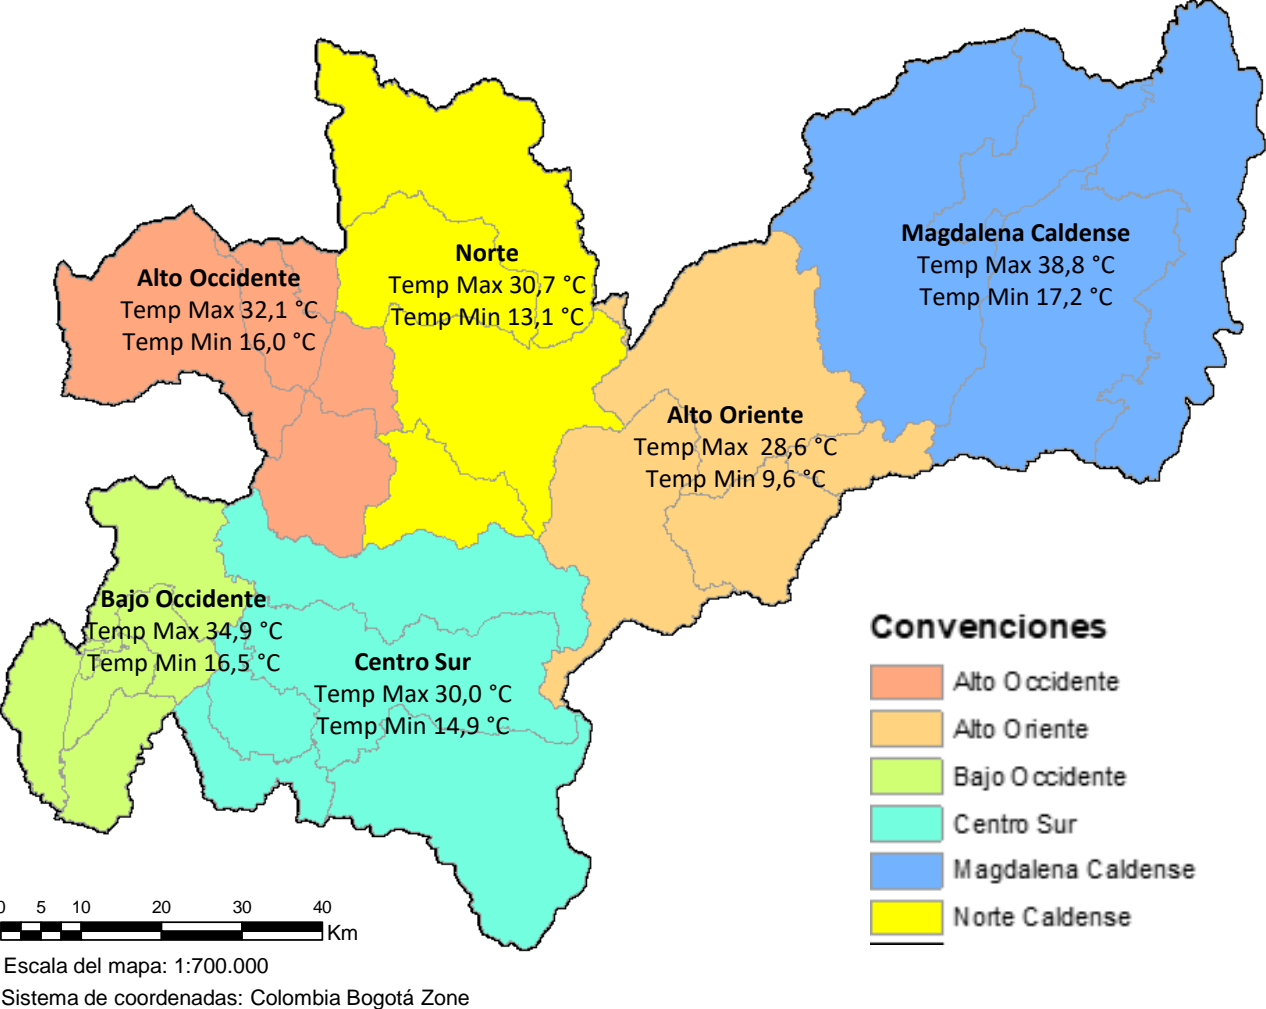 Norte
Temp Max 30,7 °C
Temp Min 13,1 °C
Magdalena Caldense
Temp Max 38,8 °C
Temp Min 17,2 °C
Alto Occidente
Temp Max 32,1 °C
Temp Min 16,0 °C
Alto Oriente
Temp Max 28,6 °C
Temp Min 9,6 °C
Bajo Occidente
Temp Max 34,9 °C
Temp Min 16,5 °C
Centro Sur
Temp Max 30,0 °C
Temp Min 14,9 °C
Convenciones
Alto Occidente
Alto Oriente
Bajo Occidente
Centro Sur
Magdalena Caldense
Norte Caldense
0 5 10 20 30 40
Km
Escala del mapa: 1:700.000
Sistema de coordenadas: Colombia Bogotá Zone